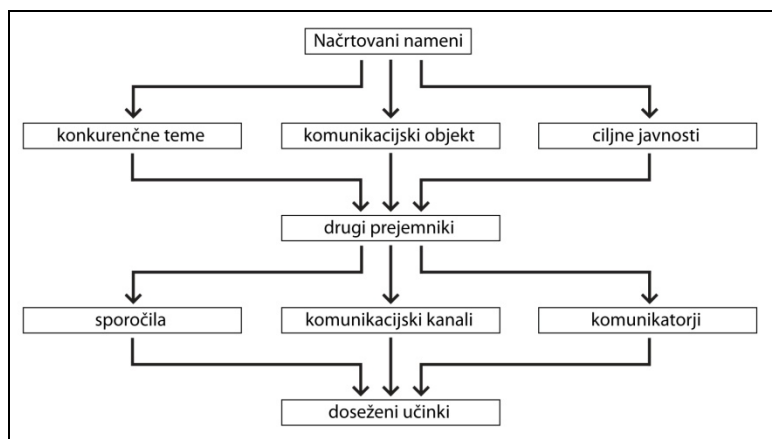 Načrtovani nameni
konkurenčne teme
komunikacijski objekt
ciljne javnosti
drugi prejemniki
sporočila
komunikacijski kanali
komunikatorji
doseženi učinki